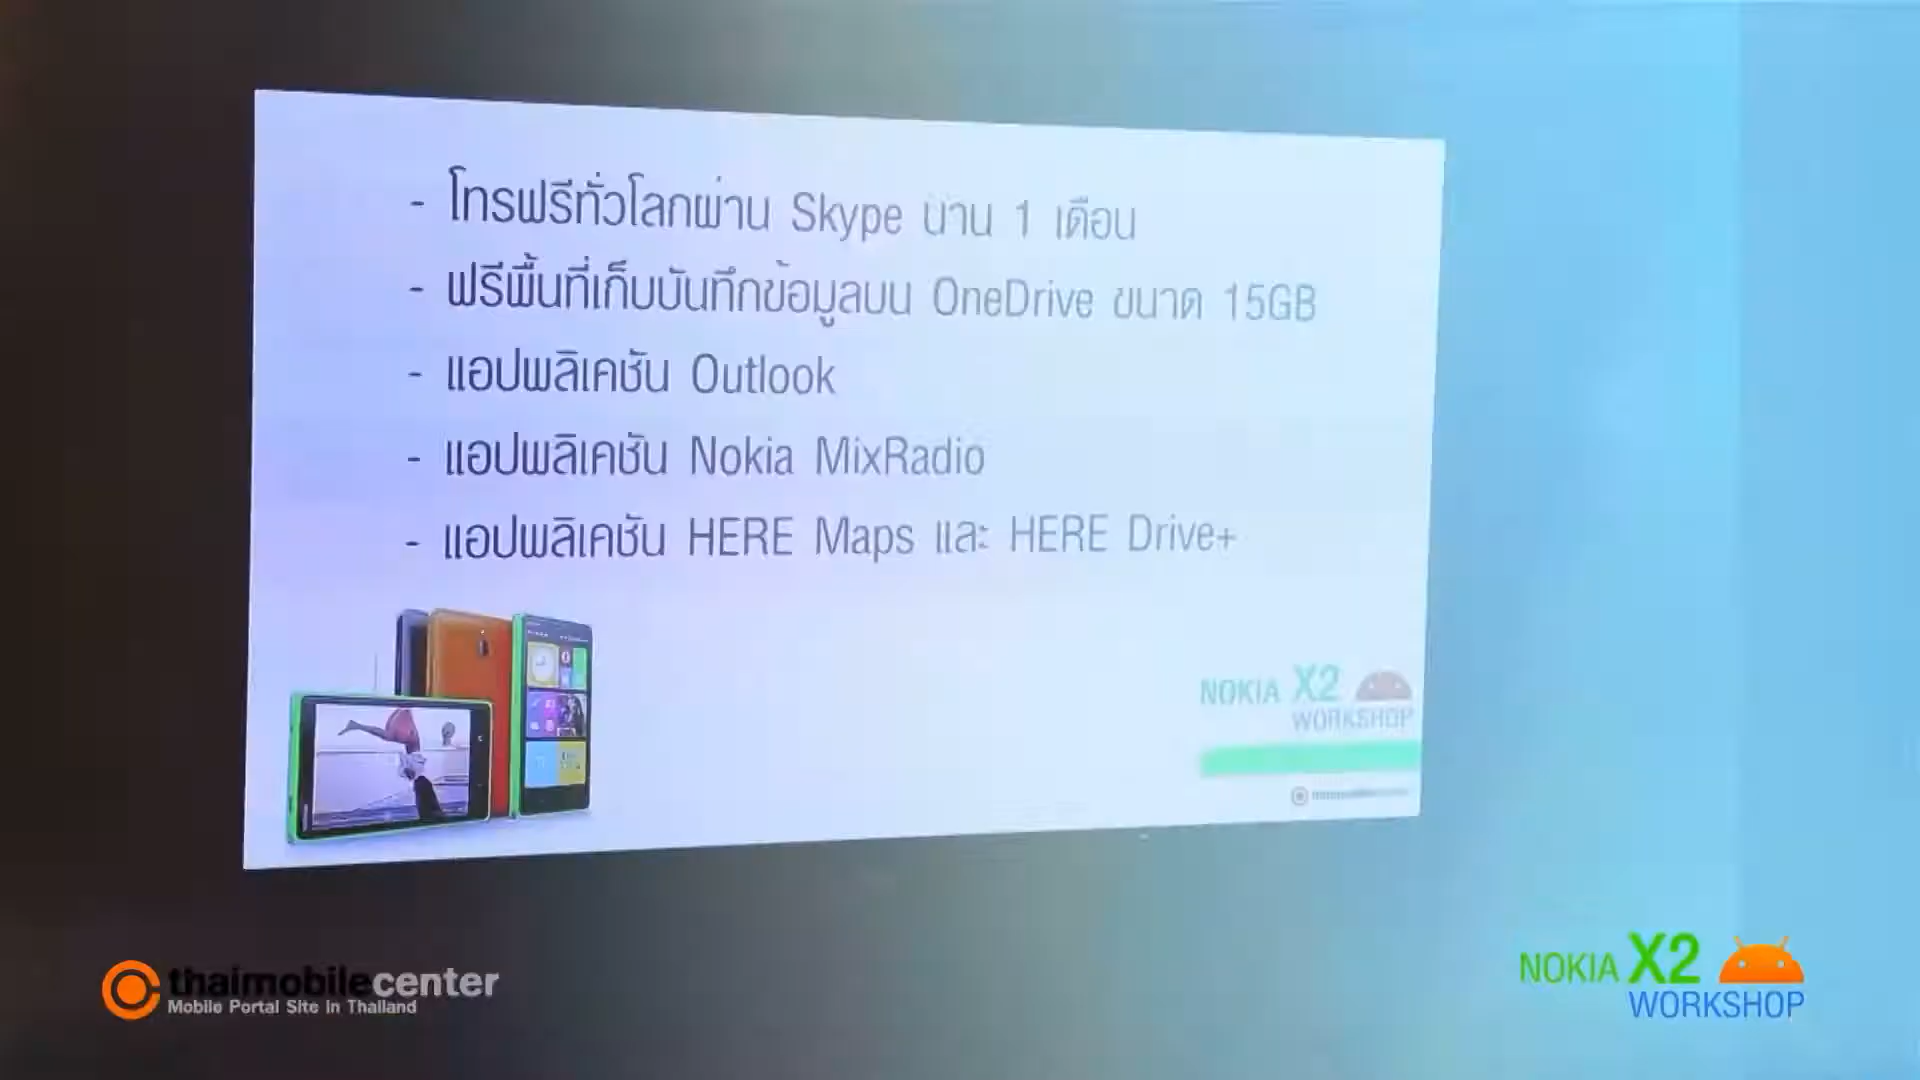 - โทรฟรีทั่วโลกผ่าน Skype นาน 1 เดือน
- ฟรีพื้นที่เก็บบันทึกข้อมูลบน OneDrive ขนาด 15GB
- แอปพลิเคชัน Outlook
- แอปพลิเคชัน Nokia MixRadio
- แอปพลิเคชัน HERE Maps และ HERE Drive+
NOKIA X2
WORKSHOP
thaimobilecenter
Mobile Portal Site in Thailand
NOKIA X2
WORKSHOP